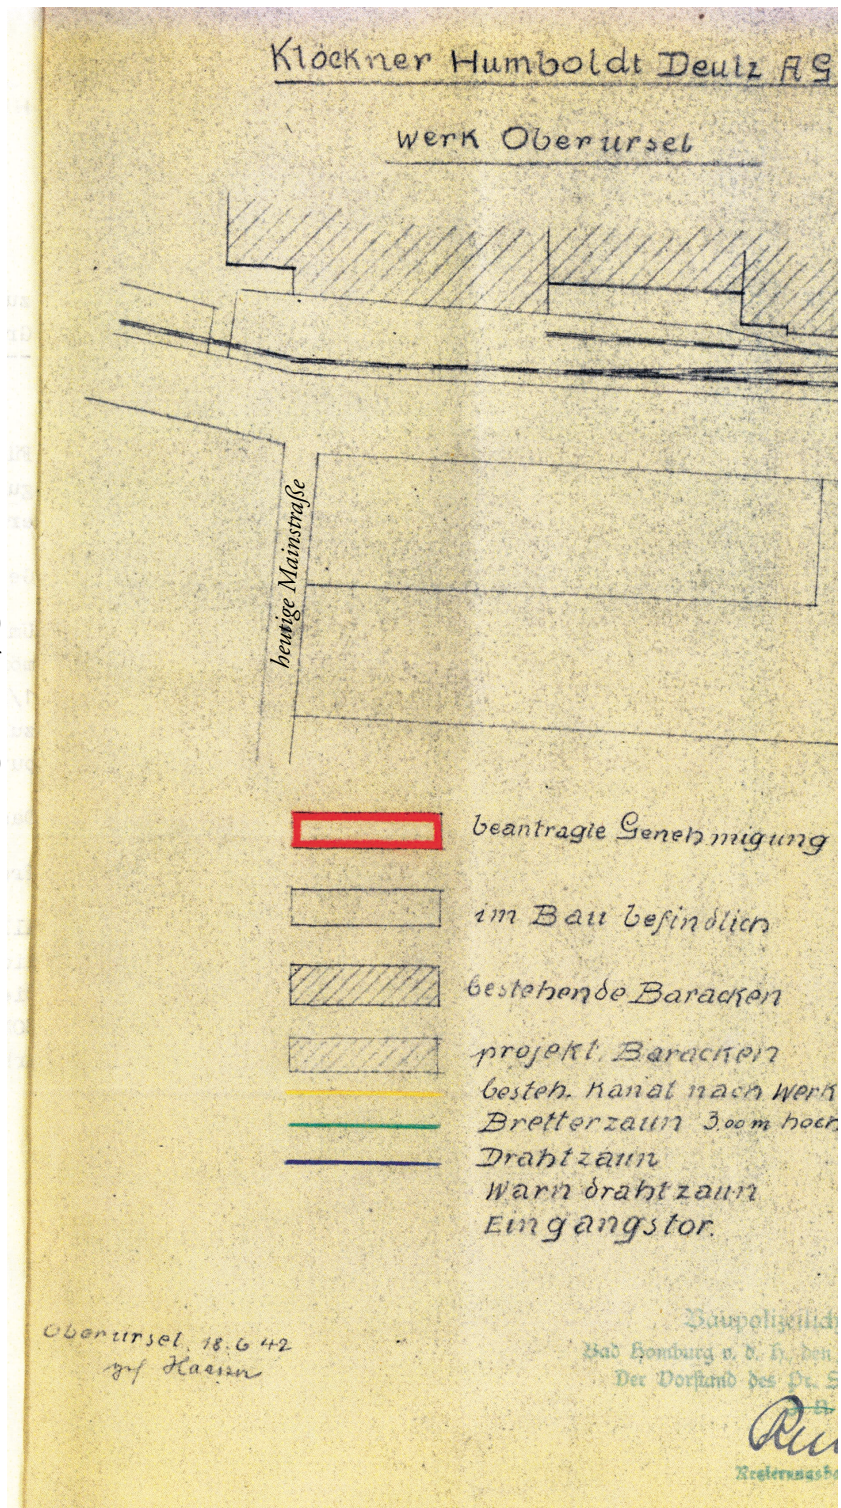 Klöckner Humboldt Deutz AG
Werk Oberursel
heutige Mainstraße
beantragte Genehmigung
im Bau befindlich
bestehende Baracken
projekt. Baracken
besteh. Kanal nach Werk
Bretterzaun 3.00 m hoch
Drahtzaun
Warndrahtzaun
Eingangstor.
Oberursel, 18.6.42
Baupolizeilich
Bad Homburg v. d. H., den
Der Vorstand des Pr. S